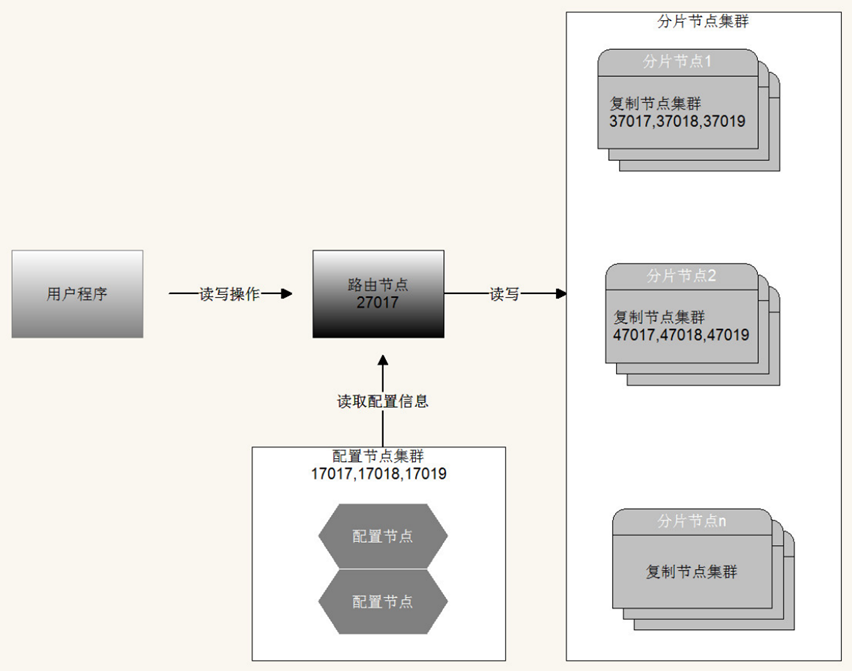 分片节点集群
分片节点1
复制节点集群
37017,37018,37019
用户程序
读写操作
路由节点
27017
读写
分片节点2
复制节点集群
47017,47018,47019
读取配置信息
配置节点集群
17017,17018,17019
配置节点
配置节点
分片节点n
复制节点集群